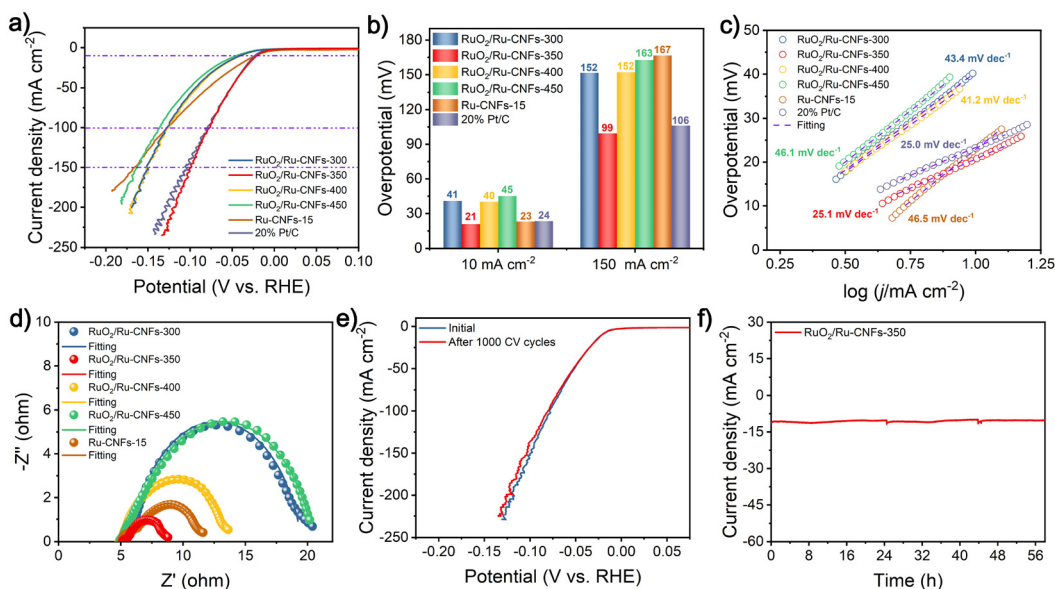 a)
0
-50
-100
-150
-200
-250
Current density (mA cm⁻²)
RuO₂/Ru-CNFs-300
RuO₂/Ru-CNFs-350
RuO₂/Ru-CNFs-400
RuO₂/Ru-CNFs-450
Ru-CNFs-15
20% Pt/C
-0.20 -0.15 -0.10 -0.05 0.00 0.05 0.10
Potential (V vs. RHE)
b)
180
150
120
90
60
30
0
Overpotential (mV)
RuO₂/Ru-CNFs-300
RuO₂/Ru-CNFs-350
RuO₂/Ru-CNFs-400
RuO₂/Ru-CNFs-450
Ru-CNFs-15
20% Pt/C
41 21 40 45 23 24
152 99 152 163 167 106
10 mA cm⁻² 150 mA cm⁻²
c)
60
50
40
30
20
10
0
Overpotential (mV)
RuO₂/Ru-CNFs-300
RuO₂/Ru-CNFs-350
RuO₂/Ru-CNFs-400
RuO₂/Ru-CNFs-450
Ru-CNFs-15
20% Pt/C
Fitting
43.4 mV dec⁻¹
41.2 mV dec⁻¹
46.1 mV dec⁻¹
25.0 mV dec⁻¹
25.1 mV dec⁻¹
46.5 mV dec⁻¹
0.25 0.50 0.75 1.00 1.25
log (j/mA cm⁻²)
d)
10
8
6
4
2
0
-Z'' (ohm)
RuO₂/Ru-CNFs-300
Fitting
RuO₂/Ru-CNFs-350
Fitting
RuO₂/Ru-CNFs-400
Fitting
RuO₂/Ru-CNFs-450
Fitting
Ru-CNFs-15
Fitting
0 5 10 15 20
Z' (ohm)
e)
0
-50
-100
-150
-200
-250
Current density (mA cm⁻²)
Initial
After 1000 CV cycles
-0.20 -0.15 -0.10 -0.05 0.00 0.05
Potential (V vs. RHE)
f)
30
15
0
-15
-30
-45
-60
Current density (mA cm⁻²)
RuO₂/Ru-CNFs-350
0 8 16 24 32 40 48 56
Time (h)